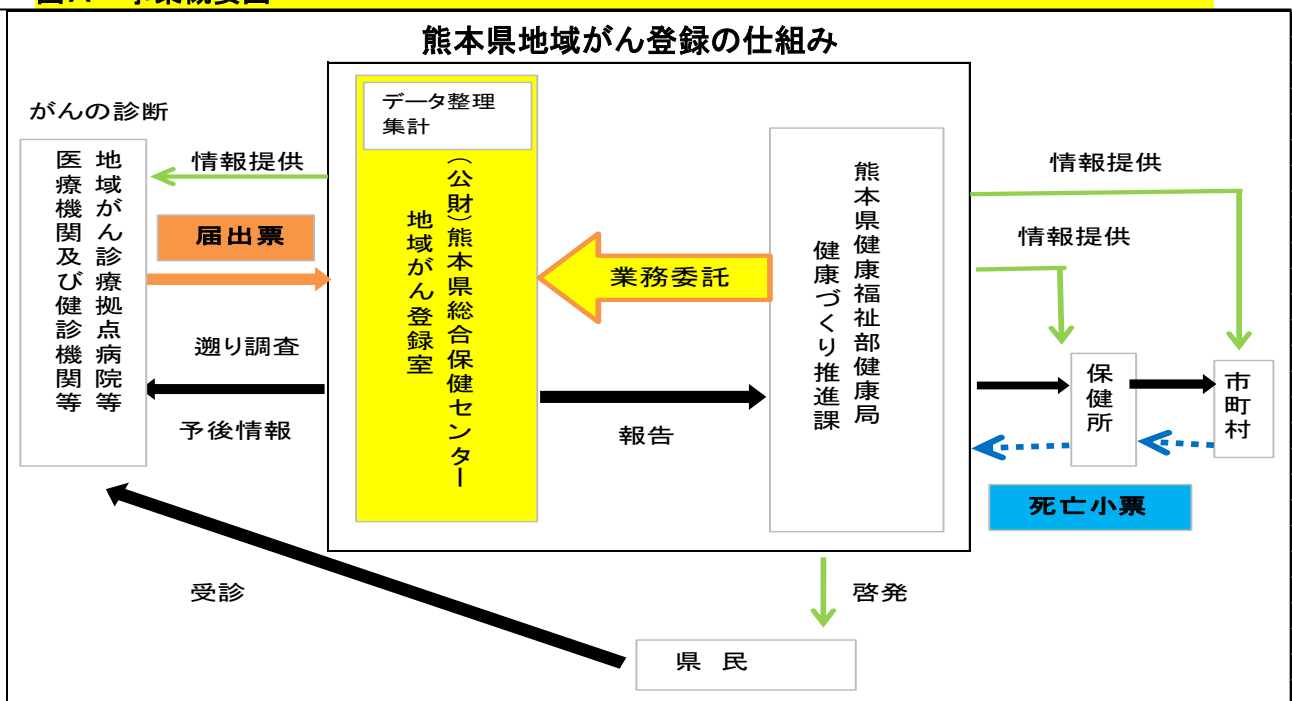 熊本県地域がん登録の仕組み
がんの診断
地域がん診療拠点病院等
医療機関及び健診機関等
情報提供
届出票
遡り調査
予後情報
データ整理
集計
(公財)熊本県総合保健センター
地域がん登録室
業務委託
報告
熊本県健康福祉部健康局
健康づくり推進課
情報提供
情報提供
保健所
市町村
死亡小票
受診
啓発
県 民